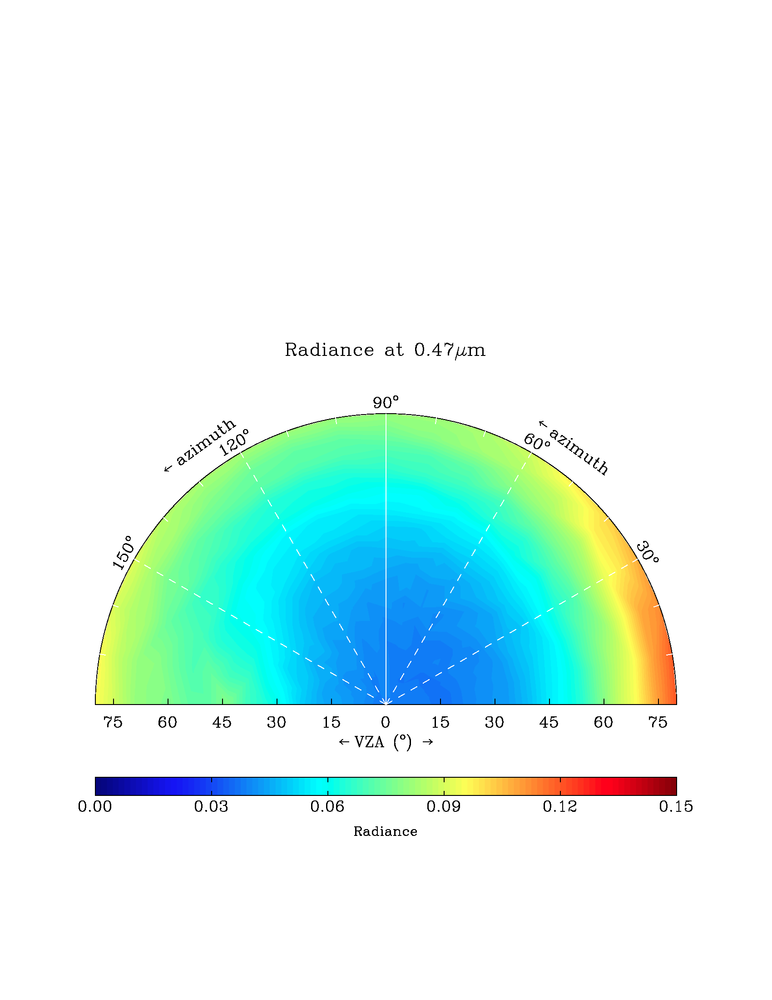 Radiance at 0.47μm
90°
← azimuth
120°
← azimuth
60°
150°
30°
75 60 45 30 15 0 15 30 45 60 75
← VZA (°) →
0.00 0.03 0.06 0.09 0.12 0.15
Radiance